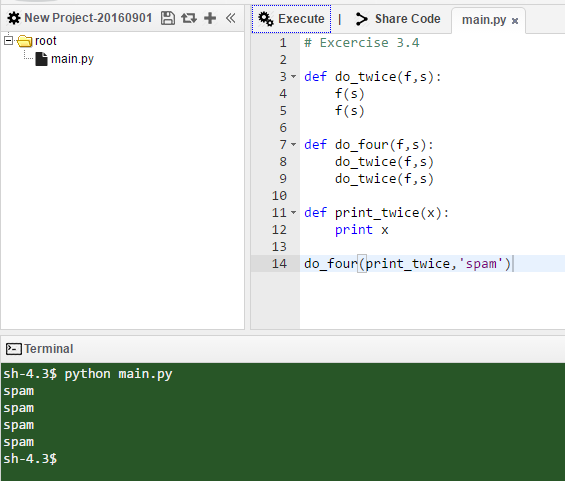 New Project-20160901
root
main.py
Execute | Share Code main.py x
1 # Excercise 3.4
2
3 def do_twice(f,s):
4     f(s)
5     f(s)
6
7 def do_four(f,s):
8     do_twice(f,s)
9     do_twice(f,s)
10
11 def print_twice(x):
12     print x
13
14 do_four(print_twice,'spam')
Terminal
sh-4.3$ python main.py
spam
spam
spam
spam
sh-4.3$